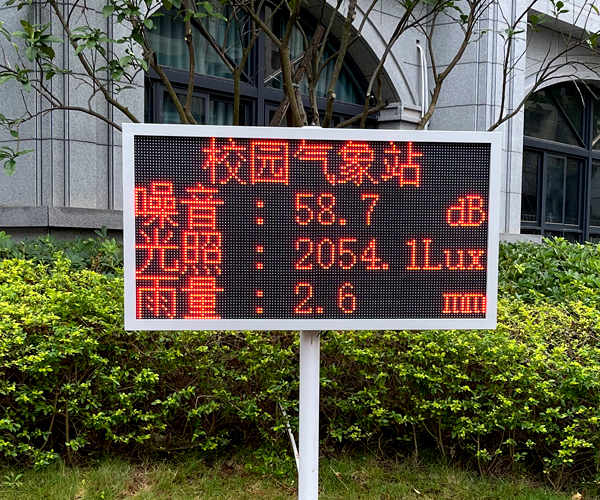 校园气象站
噪音 : 58.7 dB
光照 : 2054.1Lux
雨量 : 2.6 mm